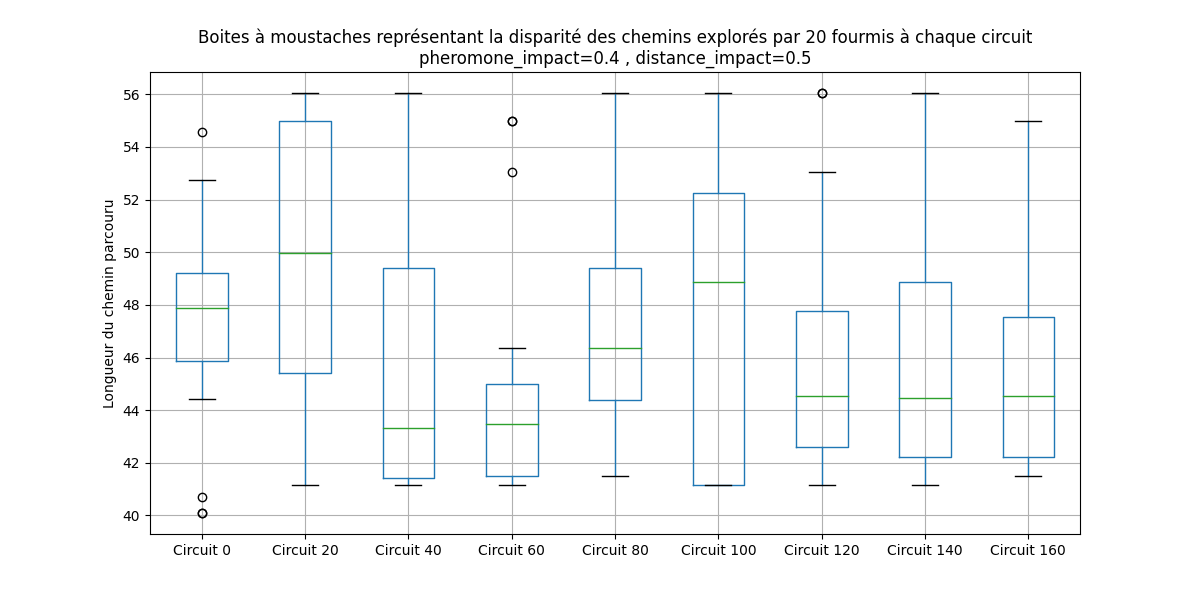 Boites à moustaches représentant la disparité des chemins explorés par 20 fourmis à chaque circuit
pheromone_impact=0.4 , distance_impact=0.5
Longueur du chemin parcouru
56
54
52
50
48
46
44
42
40
Circuit 0 Circuit 20 Circuit 40 Circuit 60 Circuit 80 Circuit 100 Circuit 120 Circuit 140 Circuit 160